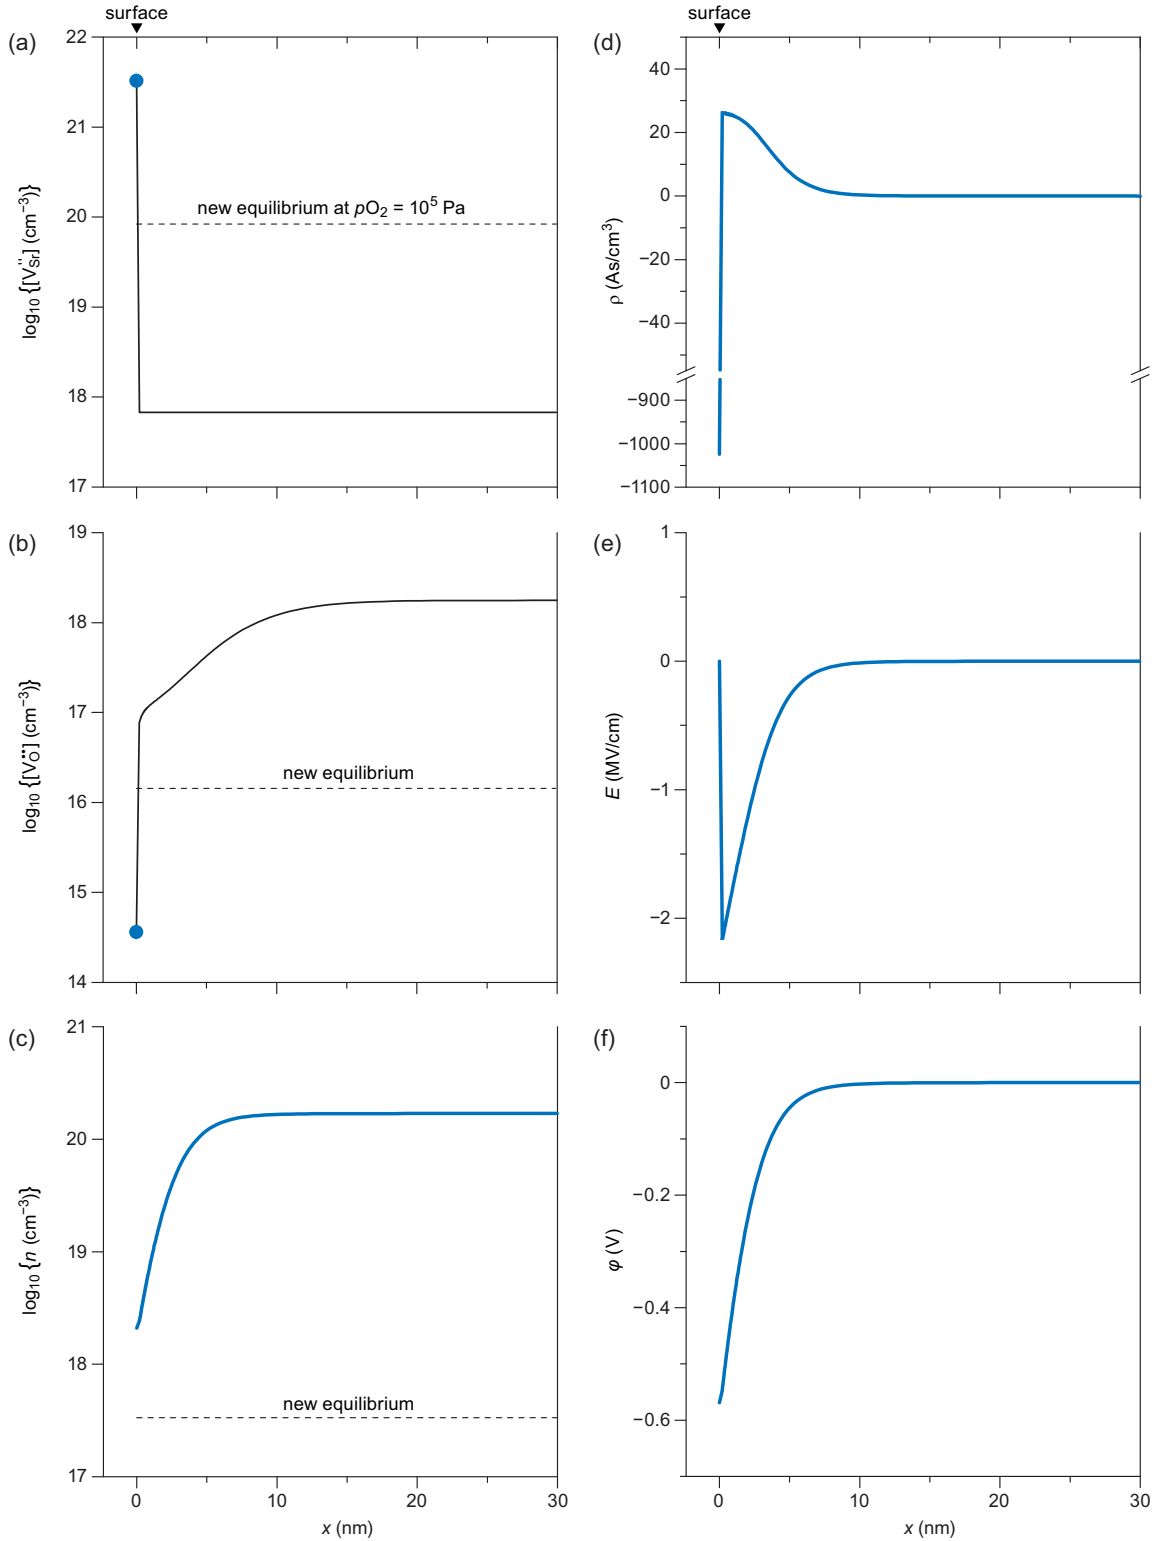 surface
(a)
22
21
20
19
18
17
log₁₀ {[V″Sr] (cm⁻³)}
new equilibrium at pO₂ = 10⁵ Pa
(b)
19
18
17
16
15
14
log₁₀ {[V••O] (cm⁻³)}
new equilibrium
(c)
21
20
19
18
17
log₁₀ {n (cm⁻³)}
new equilibrium
0
10
20
30
x (nm)
surface
(d)
40
20
0
−20
−40
−900
−1000
−1100
ρ (As/cm³)
(e)
1
0
−1
−2
E (MV/cm)
(f)
0
−0.2
−0.4
−0.6
φ (V)
0
10
20
30
x (nm)